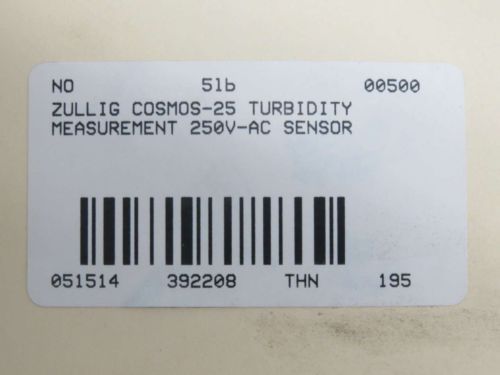 NO 51b 00500
ZULLIG COSMOS-25 TURBIDITY
MEASUREMENT 250V-AC SENSOR
051514 392208 THN 195